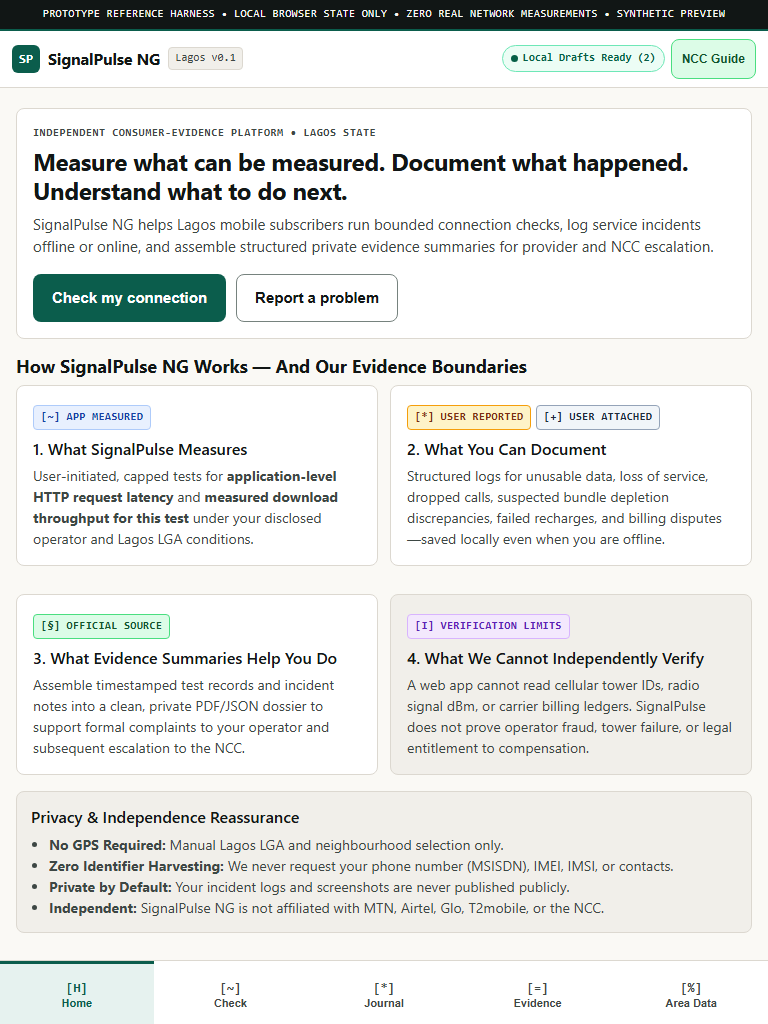 PROTOTYPE REFERENCE HARNESS • LOCAL BROWSER STATE ONLY • ZERO REAL NETWORK MEASUREMENTS • SYNTHETIC PREVIEW
SP SignalPulse NG Lagos v0.1
Local Drafts Ready (2)
NCC Guide
INDEPENDENT CONSUMER-EVIDENCE PLATFORM • LAGOS STATE
Measure what can be measured. Document what happened.
Understand what to do next.
SignalPulse NG helps Lagos mobile subscribers run bounded connection checks, log service incidents
offline or online, and assemble structured private evidence summaries for provider and NCC escalation.
Check my connection
Report a problem
How SignalPulse NG Works — And Our Evidence Boundaries
[~] APP MEASURED
1. What SignalPulse Measures
User-initiated, capped tests for application-level
HTTP request latency and measured download
throughput for this test under your disclosed
operator and Lagos LGA conditions.
[*] USER REPORTED
[+] USER ATTACHED
2. What You Can Document
Structured logs for unusable data, loss of service,
dropped calls, suspected bundle depletion
discrepancies, failed recharges, and billing disputes
—saved locally even when you are offline.
[§] OFFICIAL SOURCE
3. What Evidence Summaries Help You Do
Assemble timestamped test records and incident
notes into a clean, private PDF/JSON dossier to
support formal complaints to your operator and
subsequent escalation to the NCC.
[I] VERIFICATION LIMITS
4. What We Cannot Independently Verify
A web app cannot read cellular tower IDs, radio
signal dBm, or carrier billing ledgers. SignalPulse
does not prove operator fraud, tower failure, or legal
entitlement to compensation.
Privacy & Independence Reassurance
• No GPS Required: Manual Lagos LGA and neighbourhood selection only.
• Zero Identifier Harvesting: We never request your phone number (MSISDN), IMEI, IMSI, or contacts.
• Private by Default: Your incident logs and screenshots are never published publicly.
• Independent: SignalPulse NG is not affiliated with MTN, Airtel, Glo, T2mobile, or the NCC.
[H]
Home
[~]
Check
[*]
Journal
[=]
Evidence
[%]
Area Data